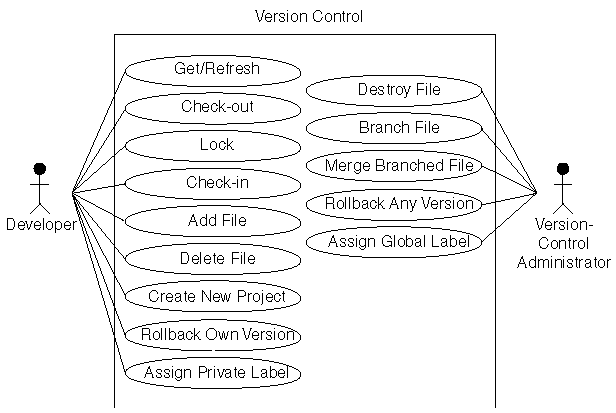 Version Control
Get/Refresh
Check-out
Lock
Check-in
Add File
Delete File
Create New Project
Rollback Own Version
Assign Private Label
Destroy File
Branch File
Merge Branched File
Rollback Any Version
Assign Global Label
Developer
Version-
Control
Administrator